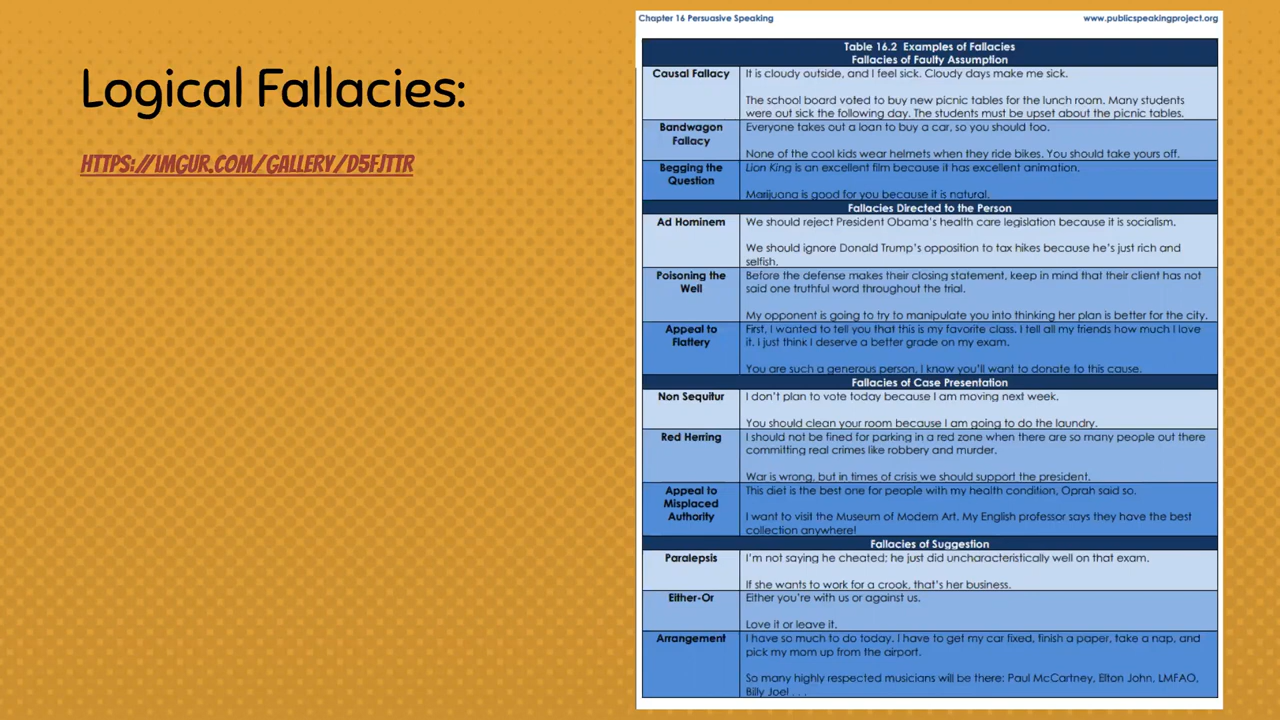 Logical Fallacies:
HTTPS://IMGUR.COM/GALLERY/D5FJTTR
Chapter 16 Persuasive Speaking
www.publicspeakingproject.org
Table 16.2 Examples of Fallacies
Fallacies of Faulty Assumption
Causal Fallacy
It is cloudy outside, and I feel sick. Cloudy days make me sick.
The school board voted to buy new picnic tables for the lunch room. Many students
were out sick the following day. The students must be upset about the picnic tables.
Bandwagon
Fallacy
Everyone takes out a loan to buy a car, so you should too.
None of the cool kids wear helmets when they ride bikes. You should take yours off.
Begging the
Question
Lion King is an excellent film because it has excellent animation.
Marijuana is good for you because it is natural.
Fallacies Directed to the Person
Ad Hominem
We should reject President Obama's health care legislation because it is socialism.
We should ignore Donald Trump's opposition to tax hikes because he's just rich and
selfish.
Poisoning the
Well
Before the defense makes their closing statement, keep in mind that their client has not
said one truthful word throughout the trial.
My opponent is going to try to manipulate you into thinking her plan is better for the city.
Appeal to
Flattery
First, I wanted to tell you that this is my favorite class. I tell all my friends how much I love
it. I just think I deserve a better grade on my exam.
You are such a generous person, I know you'll want to donate to this cause.
Fallacies of Case Presentation
Non Sequitur
I don't plan to vote today because I am moving next week.
You should clean your room because I am going to do the laundry.
Red Herring
I should not be fined for parking in a red zone when there are so many people out there
committing real crimes like robbery and murder.
War is wrong, but in times of crisis we should support the president.
Appeal to
Misplaced
Authority
This diet is the best one for people with my health condition, Oprah said so.
I want to visit the Museum of Modern Art. My English professor says they have the best
collection anywhere!
Fallacies of Suggestion
Paralepsis
I'm not saying he cheated; he just did uncharacteristically well on that exam.
If she wants to work for a crook, that's her business.
Either-Or
Either you're with us or against us.
Love it or leave it.
Arrangement
I have so much to do today. I have to get my car fixed, finish a paper, take a nap, and
pick my mom up from the airport.
So many highly respected musicians will be there: Paul McCartney, Elton John, LMFAO,
Billy Joel . . .